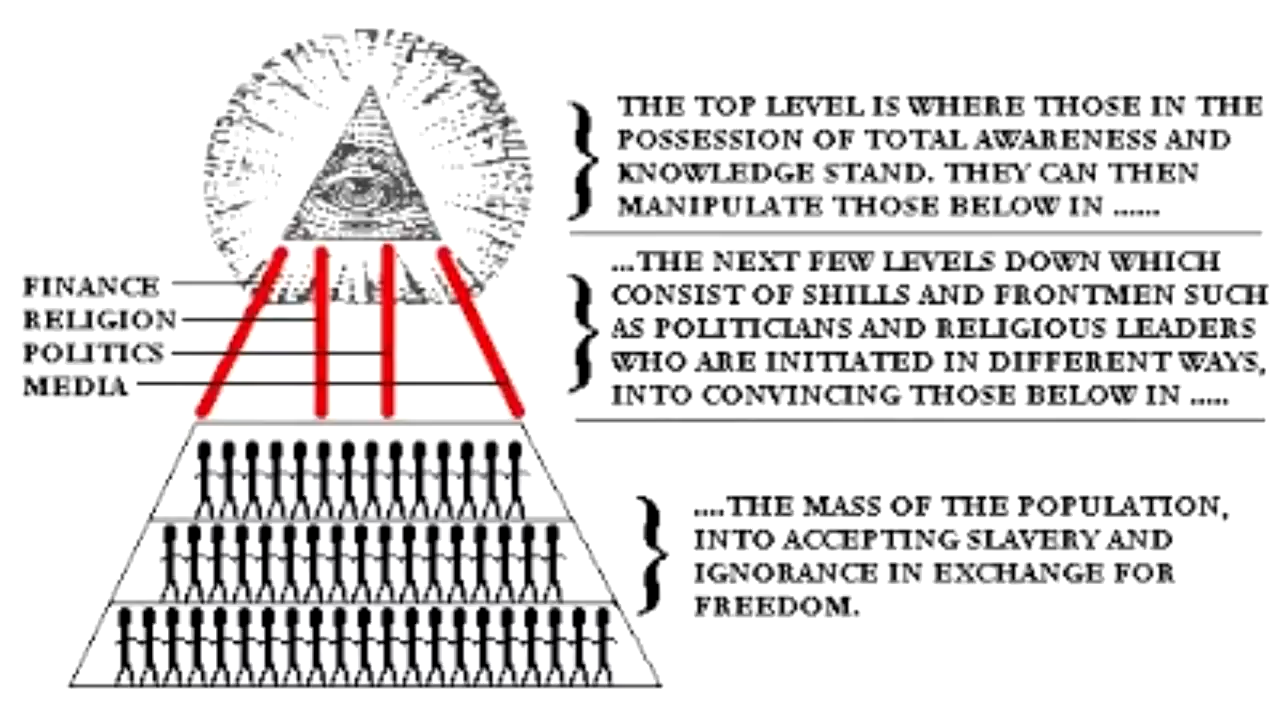 THE TOP LEVEL IS WHERE THOSE IN THE
POSSESSION OF TOTAL AWARENESS AND
KNOWLEDGE STAND. THEY CAN THEN
MANIPULATE THOSE BELOW IN ......
...THE NEXT FEW LEVELS DOWN WHICH
CONSIST OF SHILLS AND FRONTMEN SUCH
AS POLITICIANS AND RELIGIOUS LEADERS
WHO ARE INITIATED IN DIFFERENT WAYS,
INTO CONVINCING THOSE BELOW IN .....
FINANCE
RELIGION
POLITICS
MEDIA
....THE MASS OF THE POPULATION,
INTO ACCEPTING SLAVERY AND
IGNORANCE IN EXCHANGE FOR
FREEDOM.